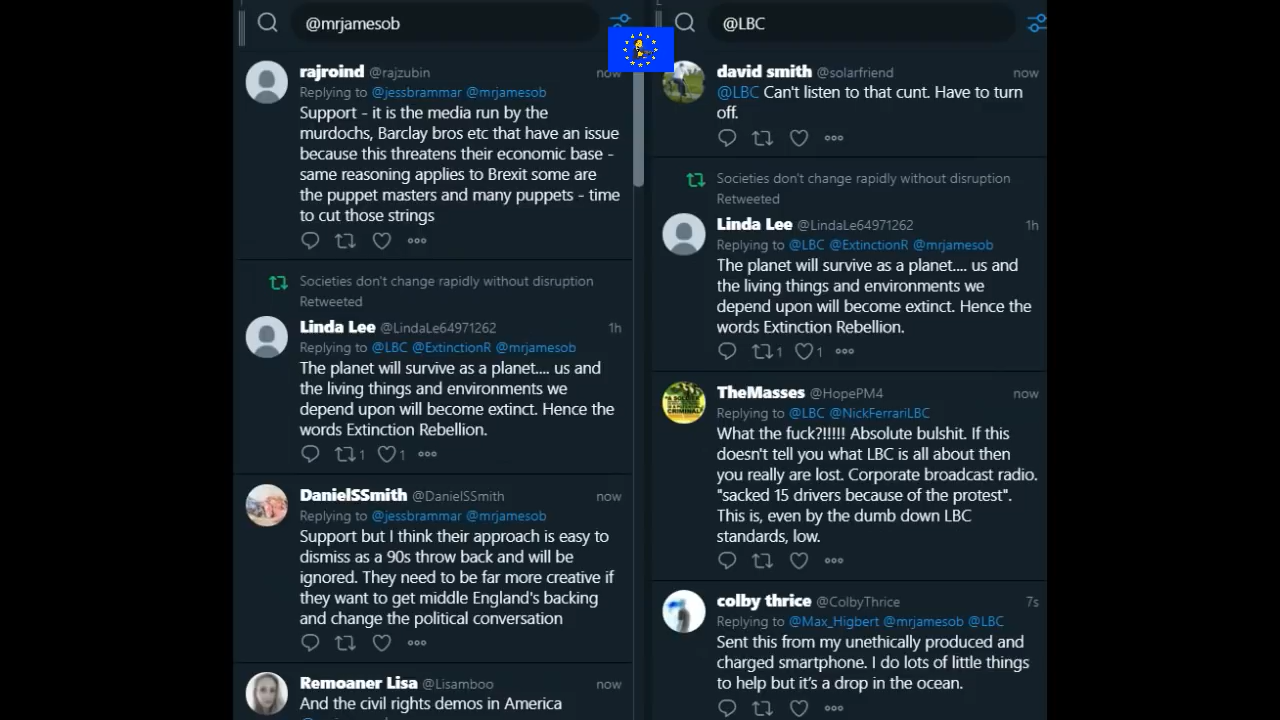 @mrjamesob
rajroind @rajzubin now
Replying to @jessbrammar @mrjamesob
Support - it is the media run by the
murdochs, Barclay bros etc that have an issue
because this threatens their economic base -
same reasoning applies to Brexit some are
the puppet masters and many puppets - time
to cut those strings
Societies don't change rapidly without disruption
Retweeted
Linda Lee @LindaLe64971262 1h
Replying to @LBC @ExtinctionR @mrjamesob
The planet will survive as a planet.... us and
the living things and environments we
depend upon will become extinct. Hence the
words Extinction Rebellion.
1 1
DanielSSmith @DanielSSmith now
Replying to @jessbrammar @mrjamesob
Support but I think their approach is easy to
dismiss as a 90s throw back and will be
ignored. They need to be far more creative if
they want to get middle England's backing
and change the political conversation
Remoaner Lisa @Lisamboo now
And the civil rights demos in America
@LBC
david smith @solarfriend now
@LBC Can't listen to that cunt. Have to turn
off.
Societies don't change rapidly without disruption
Retweeted
Linda Lee @LindaLe64971262 1h
Replying to @LBC @ExtinctionR @mrjamesob
The planet will survive as a planet.... us and
the living things and environments we
depend upon will become extinct. Hence the
words Extinction Rebellion.
1 1
TheMasses @HopePM4 now
Replying to @LBC @NickFerrariLBC
What the fuck?!!!!! Absolute bulshit. If this
doesn't tell you what LBC is all about then
you really are lost. Corporate broadcast radio.
"sacked 15 drivers because of the protest".
This is, even by the dumb down LBC
standards, low.
colby thrice @ColbyThrice 7s
Replying to @Max_Higbert @mrjamesob @LBC
Sent this from my unethically produced and
charged smartphone. I do lots of little things
to help but it's a drop in the ocean.